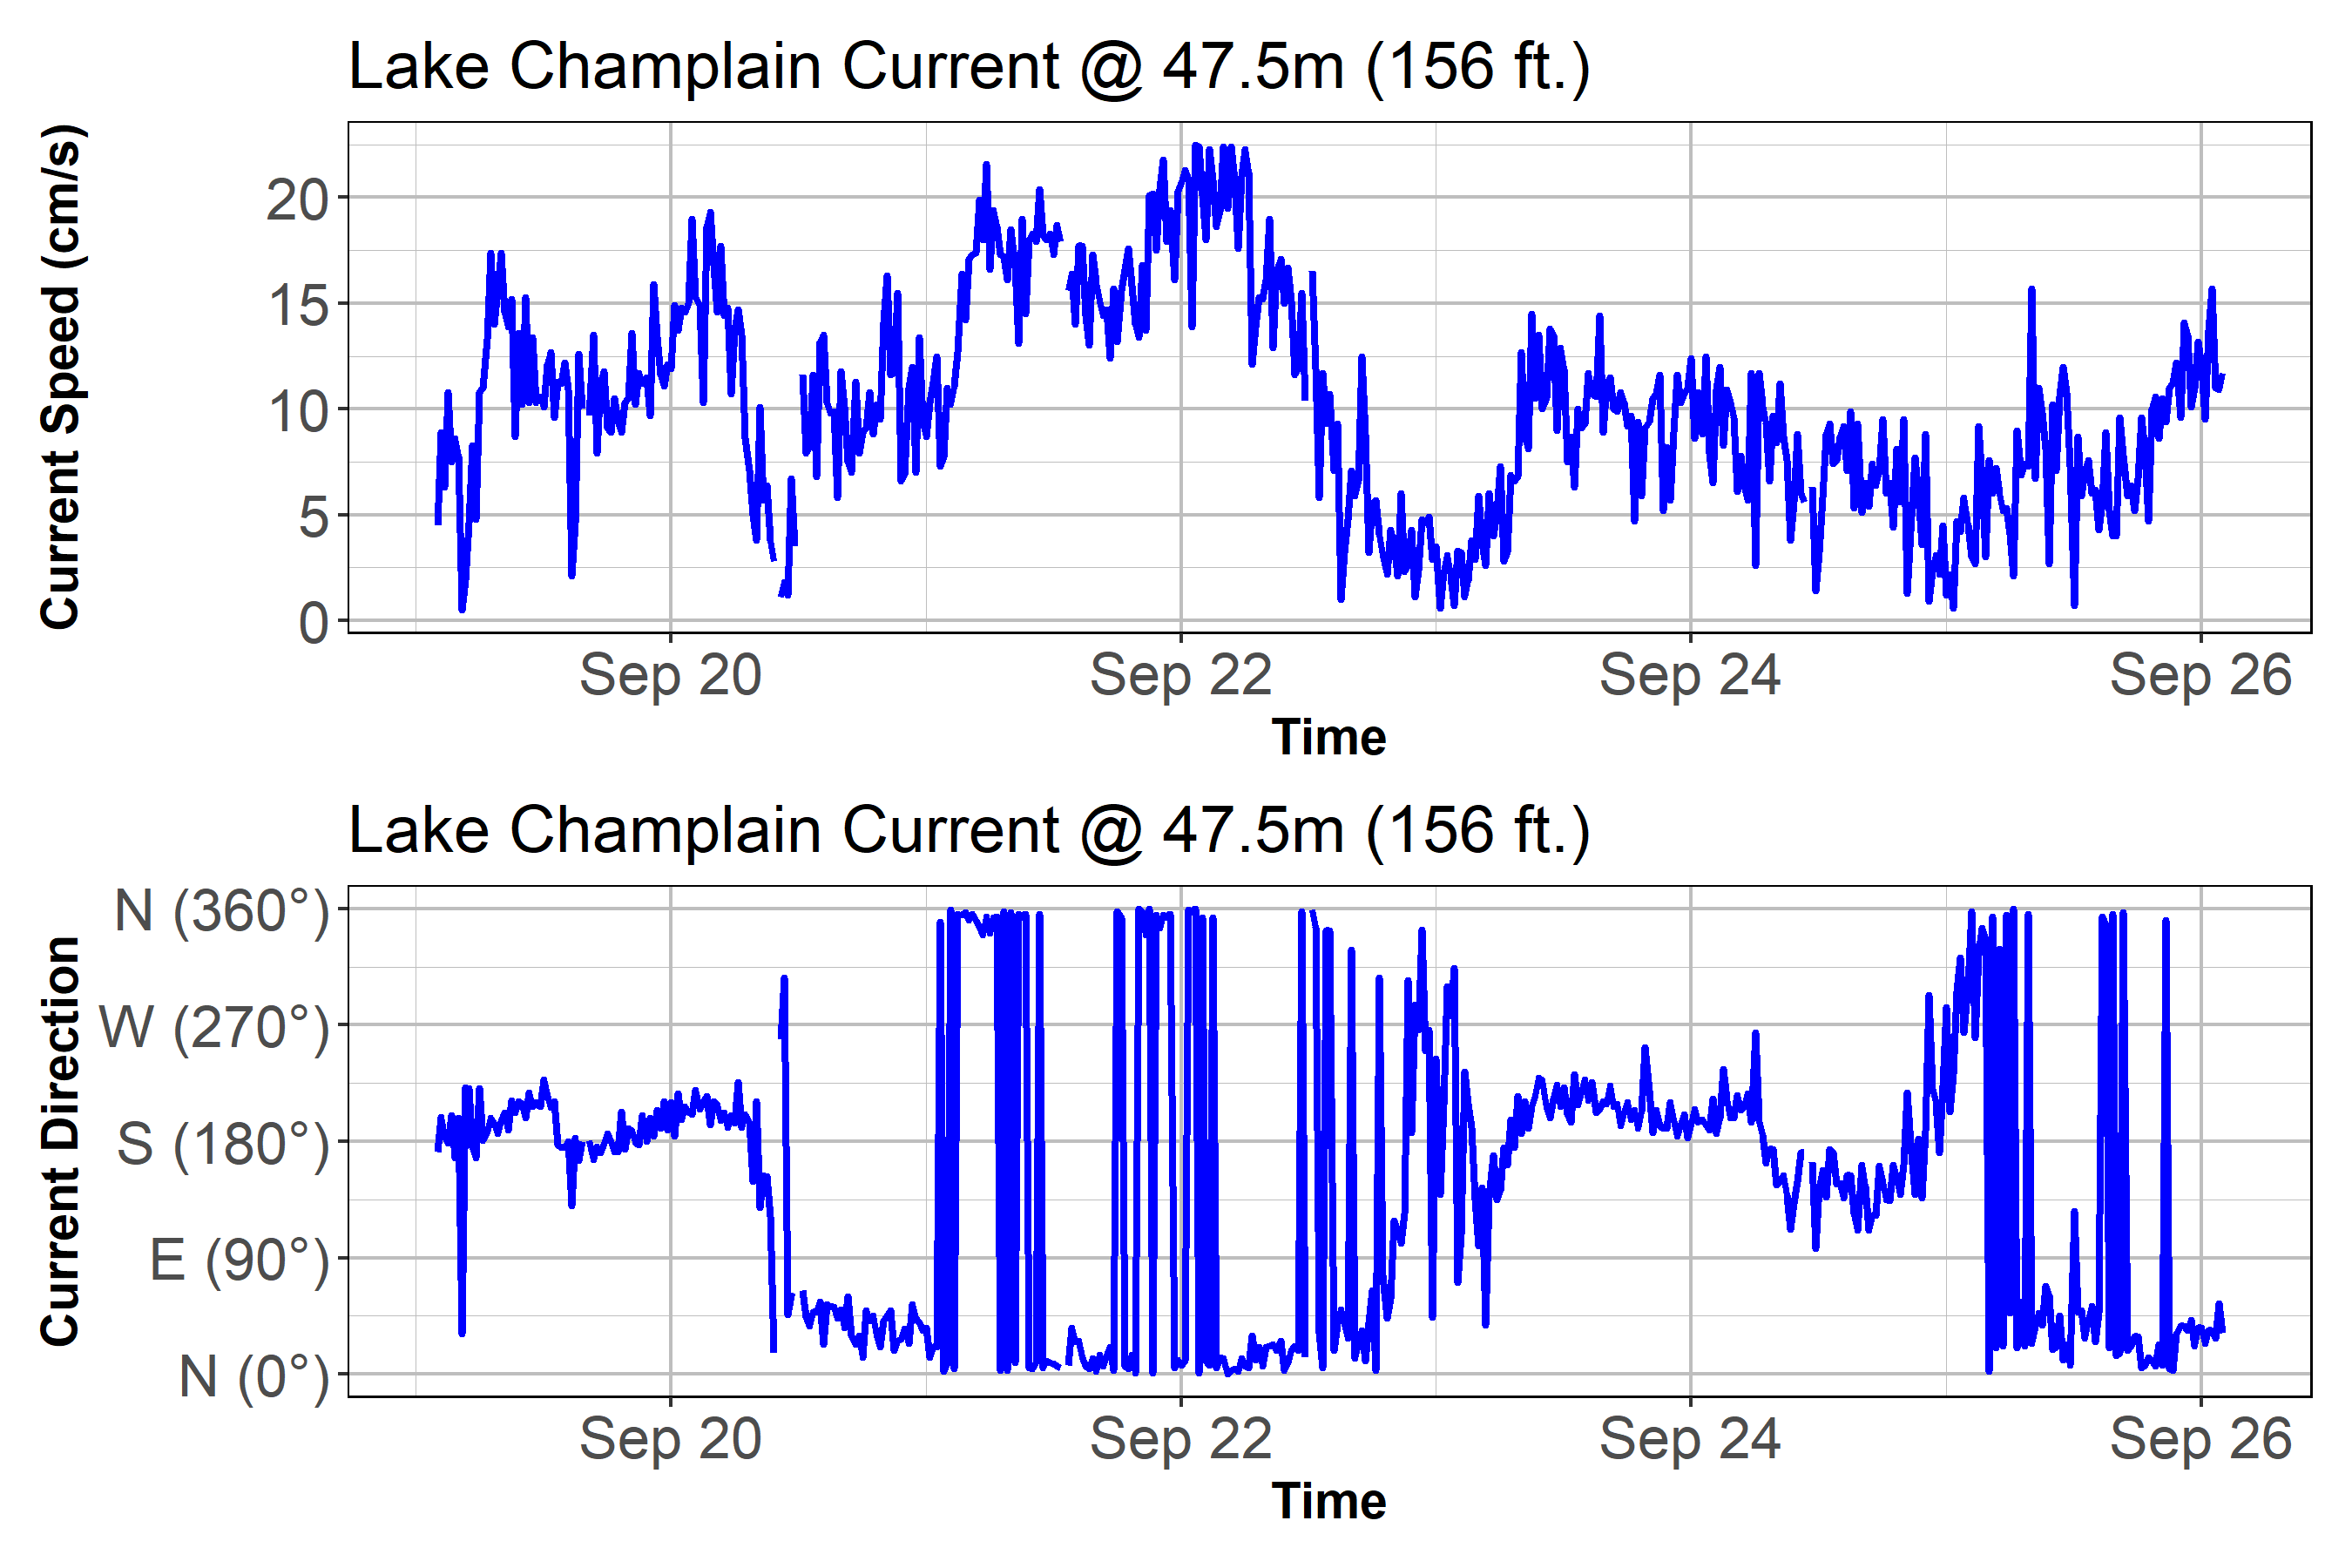 Lake Champlain Current @ 47.5m (156 ft.)
Current Speed (cm/s)
20
15
10
5
0
Sep 20 Sep 22 Sep 24 Sep 26
Time
Lake Champlain Current @ 47.5m (156 ft.)
Current Direction
N (360°)
W (270°)
S (180°)
E (90°)
N (0°)
Sep 20 Sep 22 Sep 24 Sep 26
Time